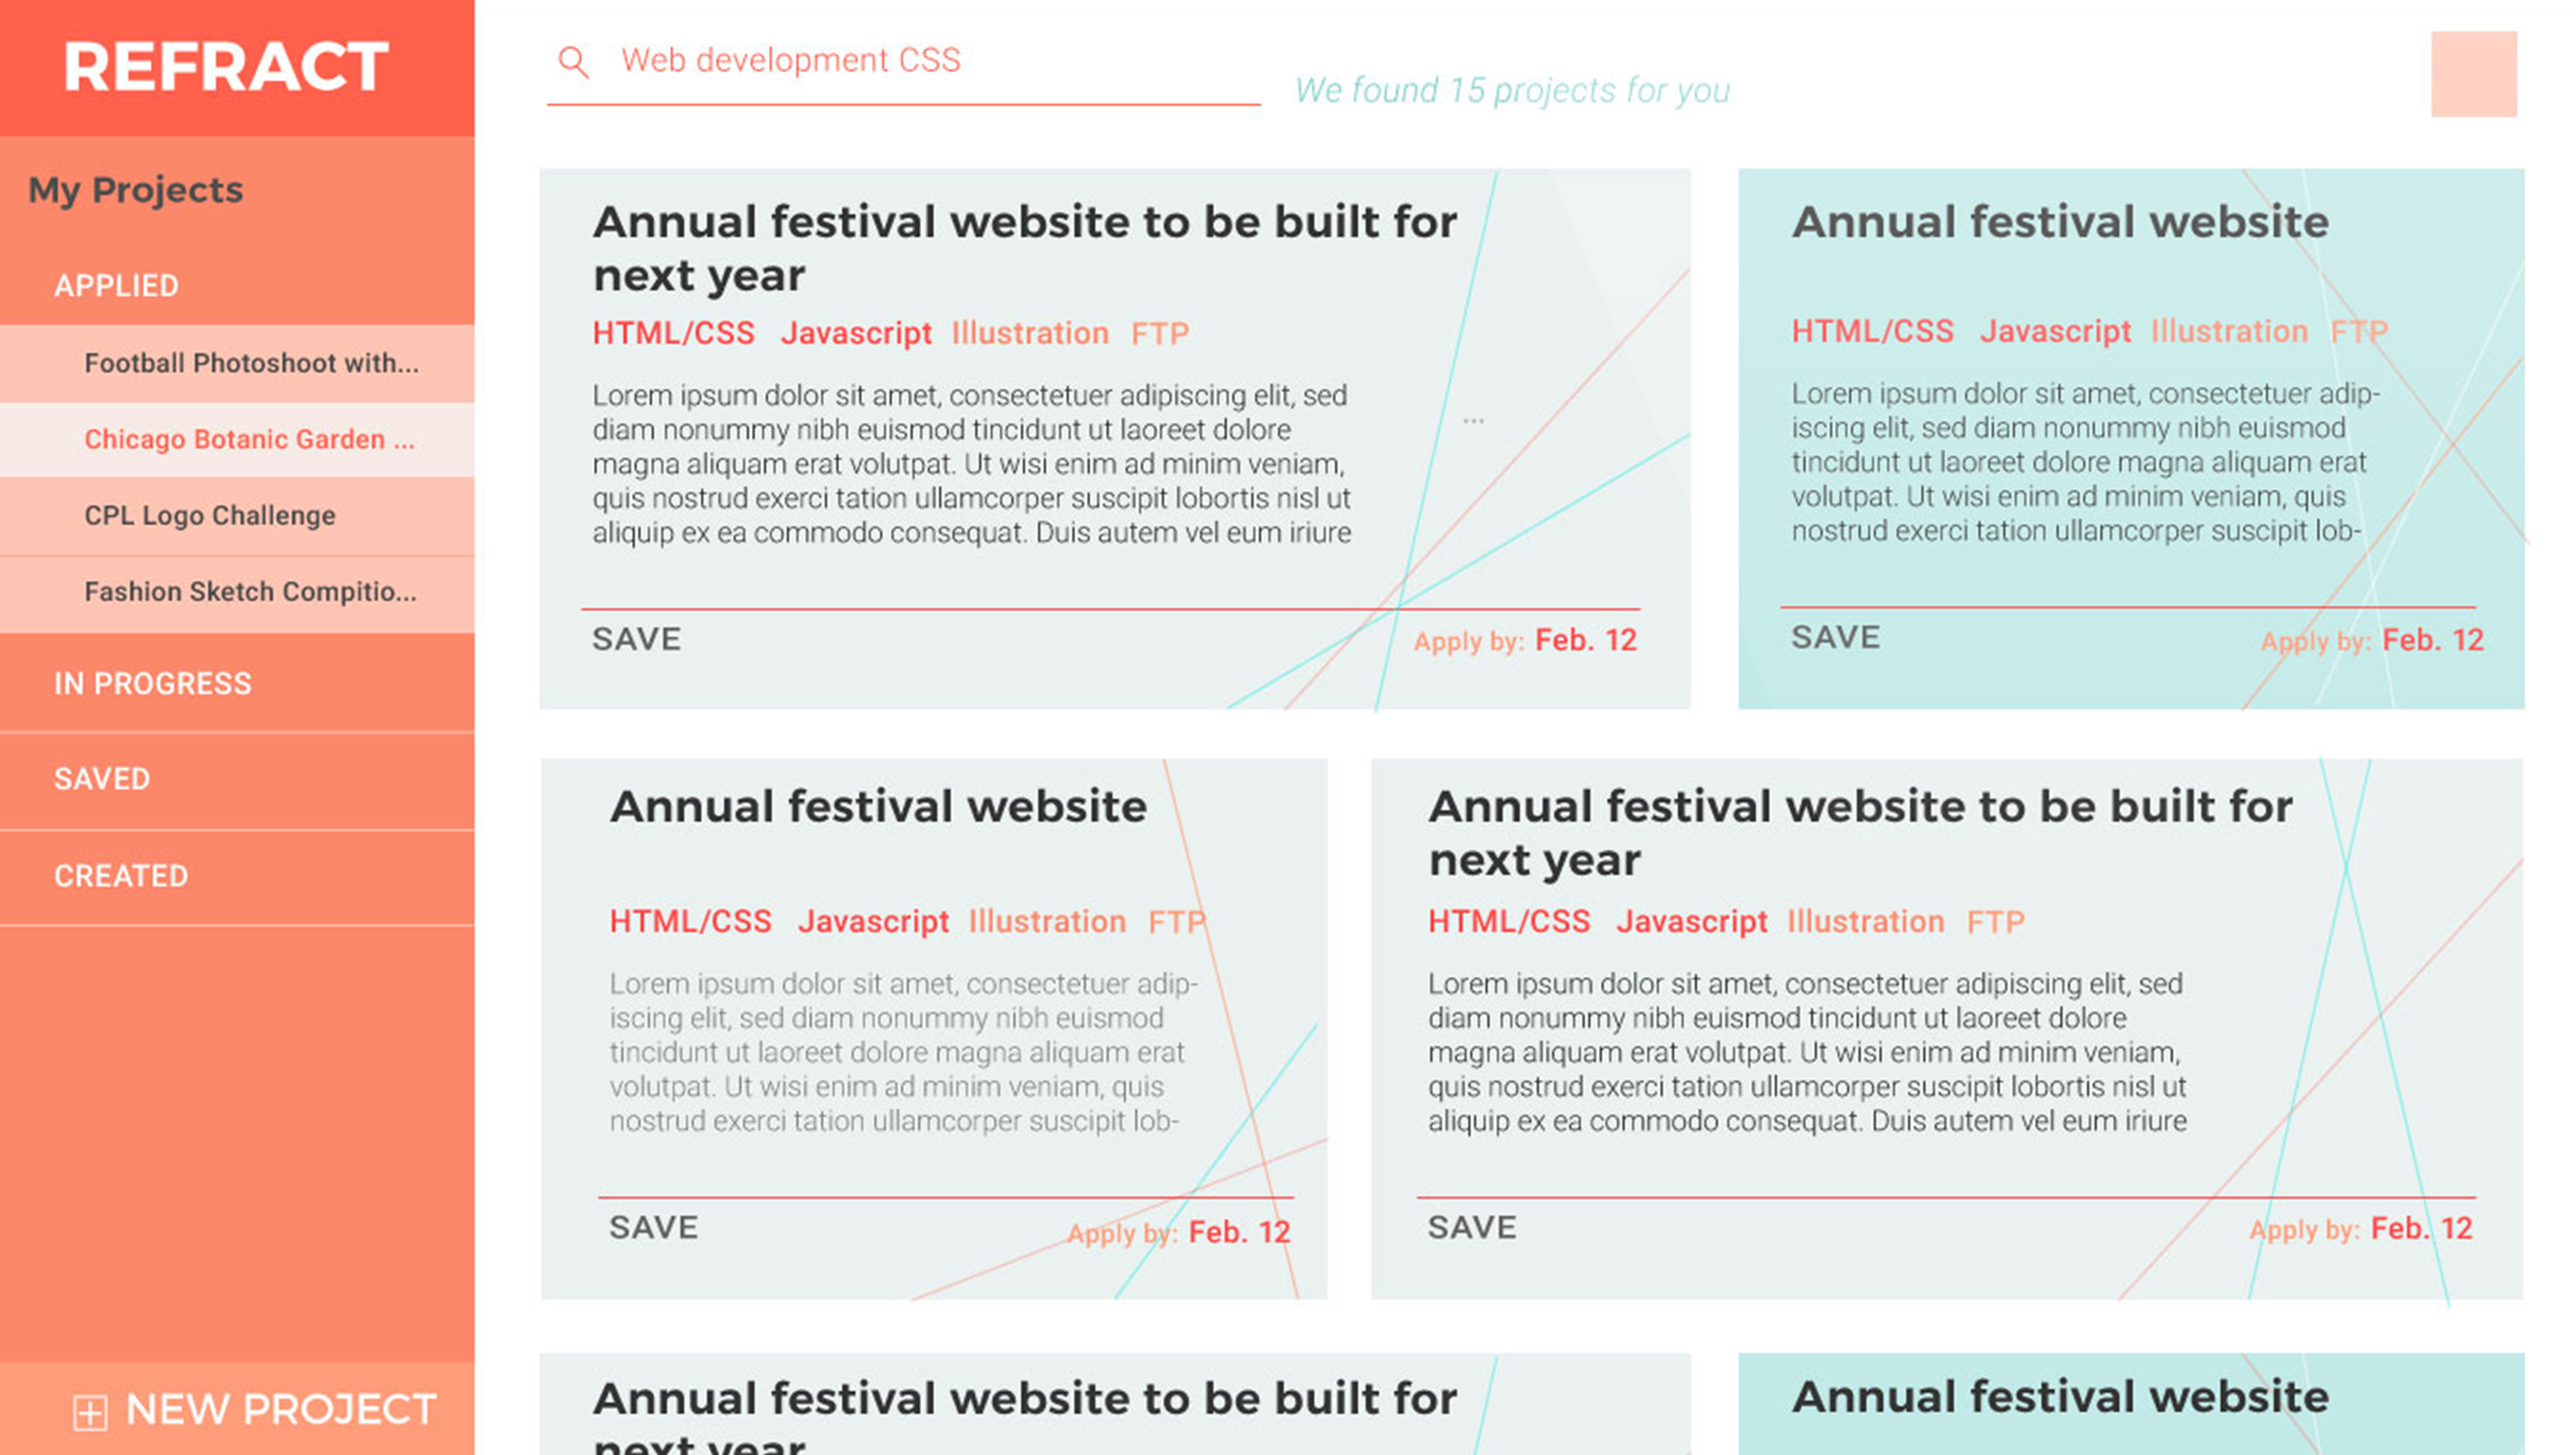 REFRACT
My Projects
APPLIED
Football Photoshoot with...
Chicago Botanic Garden ...
CPL Logo Challenge
Fashion Sketch Compitio...
IN PROGRESS
SAVED
CREATED
NEW PROJECT
Web development CSS
We found 15 projects for you
Annual festival website to be built for
next year
HTML/CSS Javascript Illustration FTP
Lorem ipsum dolor sit amet, consectetuer adipiscing elit, sed
diam nonummy nibh euismod tincidunt ut laoreet dolore
magna aliquam erat volutpat. Ut wisi enim ad minim veniam,
quis nostrud exerci tation ullamcorper suscipit lobortis nisl ut
aliquip ex ea commodo consequat. Duis autem vel eum iriure
...
SAVE
Apply by: Feb. 12
Annual festival website
HTML/CSS Javascript Illustration FTP
Lorem ipsum dolor sit amet, consectetuer adip-
iscing elit, sed diam nonummy nibh euismod
tincidunt ut laoreet dolore magna aliquam erat
volutpat. Ut wisi enim ad minim veniam, quis
nostrud exerci tation ullamcorper suscipit lob-
SAVE
Apply by: Feb. 12
Annual festival website
HTML/CSS Javascript Illustration FTP
Lorem ipsum dolor sit amet, consectetuer adip-
iscing elit, sed diam nonummy nibh euismod
tincidunt ut laoreet dolore magna aliquam erat
volutpat. Ut wisi enim ad minim veniam, quis
nostrud exerci tation ullamcorper suscipit lob-
SAVE
Apply by: Feb. 12
Annual festival website to be built for
next year
HTML/CSS Javascript Illustration FTP
Lorem ipsum dolor sit amet, consectetuer adipiscing elit, sed
diam nonummy nibh euismod tincidunt ut laoreet dolore
magna aliquam erat volutpat. Ut wisi enim ad minim veniam,
quis nostrud exerci tation ullamcorper suscipit lobortis nisl ut
aliquip ex ea commodo consequat. Duis autem vel eum iriure
SAVE
Apply by: Feb. 12
Annual festival website to be built for
next year
Annual festival website